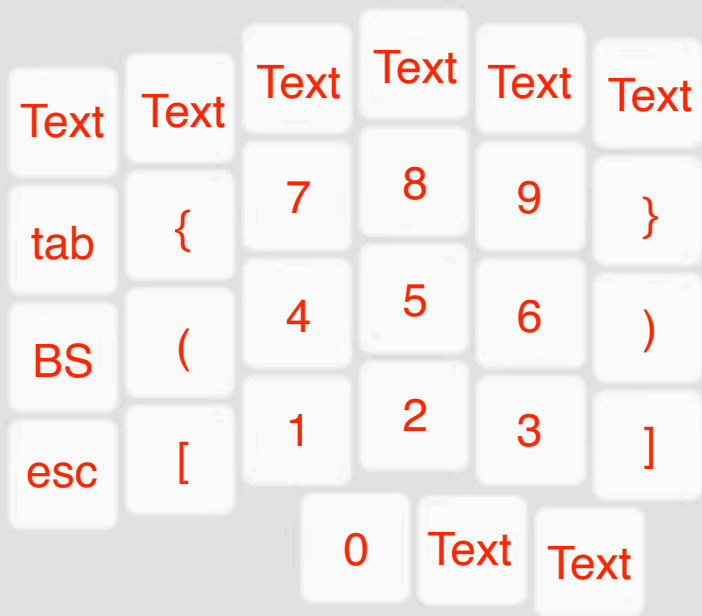 Text Text Text Text Text Text
tab { 7 8 9 }
BS ( 4 5 6 )
esc [ 1 2 3 ]
0 Text Text